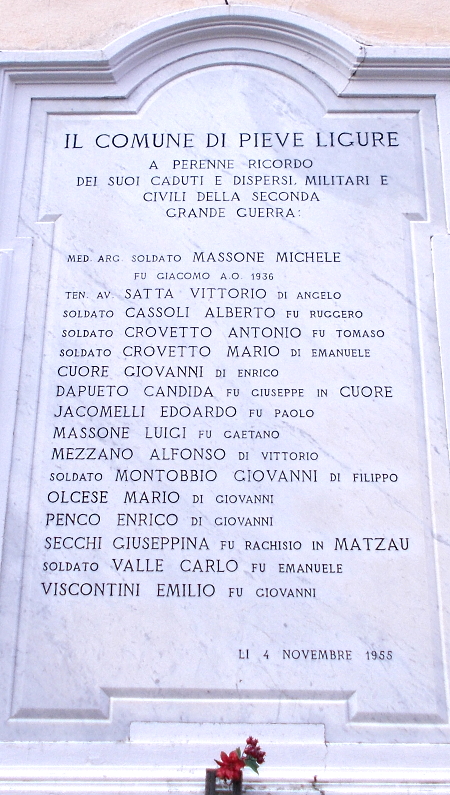 IL COMUNE DI PIEVE LIGURE
A PERENNE RICORDO
DEI SUOI CADUTI E DISPERSI, MILITARI E
CIVILI DELLA SECONDA
GRANDE GUERRA:
MED. ARG. SOLDATO MASSONE MICHELE
FU GIACOMO A.O. 1936
TEN. AV. SATTA VITTORIO DI ANGELO
SOLDATO CASSOLI ALBERTO FU RUGGERO
SOLDATO CROVETTO ANTONIO FU TOMASO
SOLDATO CROVETTO MARIO DI EMANUELE
CUORE GIOVANNI DI ENRICO
DAPUETO CANDIDA FU GIUSEPPE IN CUORE
JACOMELLI EDOARDO FU PAOLO
MASSONE LUIGI FU GAETANO
MEZZANO ALFONSO DI VITTORIO
SOLDATO MONTOBBIO GIOVANNI DI FILIPPO
OLCESE MARIO DI GIOVANNI
PENCO ENRICO DI GIOVANNI
SECCHI GIUSEPPINA FU RACHISIO IN MATZAU
SOLDATO VALLE CARLO FU EMANUELE
VISCONTINI EMILIO FU GIOVANNI
LI 4 NOVEMBRE 1955